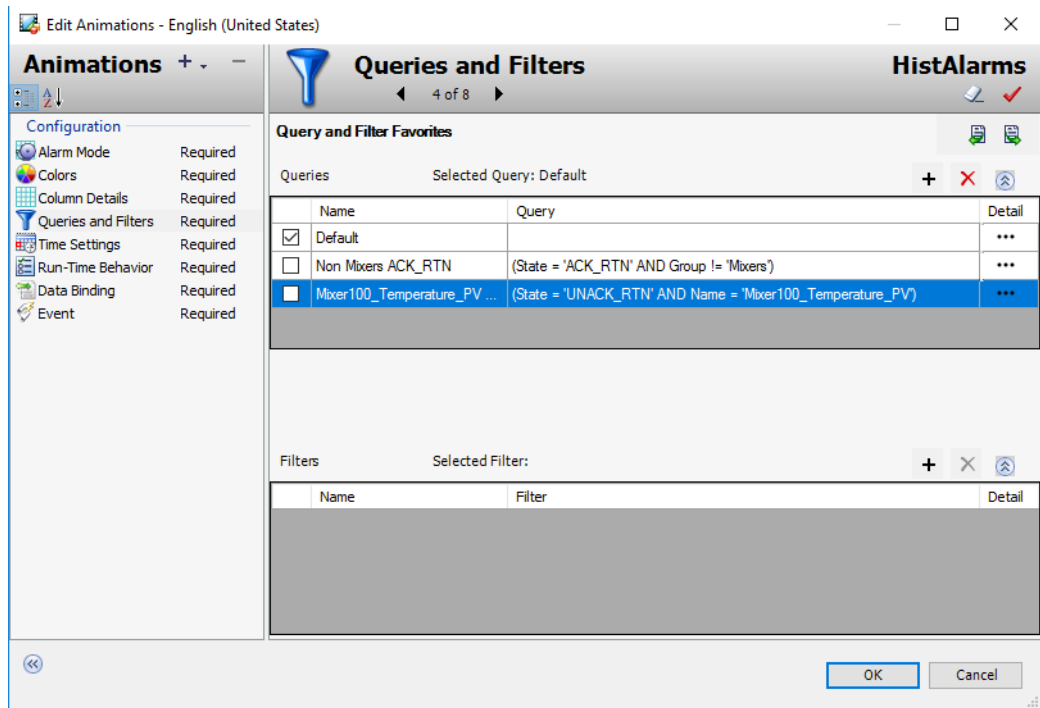 Edit Animations - English (United States)
Animations
Queries and Filters
HistAlarms
4 of 8
Configuration
Alarm Mode Required
Colors Required
Column Details Required
Queries and Filters Required
Time Settings Required
Run-Time Behavior Required
Data Binding Required
Event Required
Query and Filter Favorites
Queries Selected Query: Default
Name Query Detail
Default ...
Non Mixers ACK_RTN (State = 'ACK_RTN' AND Group != 'Mixers') ...
Mixer100_Temperature_PV ... (State = 'UNACK_RTN' AND Name = 'Mixer100_Temperature_PV') ...
Filters Selected Filter:
Name Filter Detail
OK Cancel